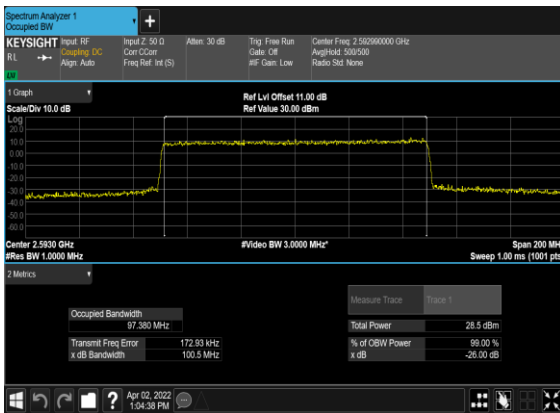 Spectrum Analyzer 1
Occupied BW
KEYSIGHT Input: RF Input Z: 50 Ω Atten: 30 dB Trig: Free Run Center Freq: 2.592990000 GHz
RL Coupling: DC Corr CCorr Gate: Off Avg|Hold: 500/500
Align: Auto Freq Ref: Int (S) #IF Gain: Low Radio Std: None
1 Graph
Ref Lvl Offset 11.00 dB
Scale/Div 10.0 dB Ref Value 30.00 dBm
Log
20.0
10.0
0.00
-10.0
-20.0
-30.0
-40.0
-50.0
-60.0
Center 2.5930 GHz #Video BW 3.0000 MHz* Span 200 MH
#Res BW 1.0000 MHz Sweep 1.00 ms (1001 pts
2 Metrics
Measure Trace Trace 1
Occupied Bandwidth
97.380 MHz Total Power 28.5 dBm
Transmit Freq Error 172.93 kHz % of OBW Power 99.00 %
x dB Bandwidth 100.5 MHz x dB -26.00 dB
Apr 02, 2022
1:04:38 PM